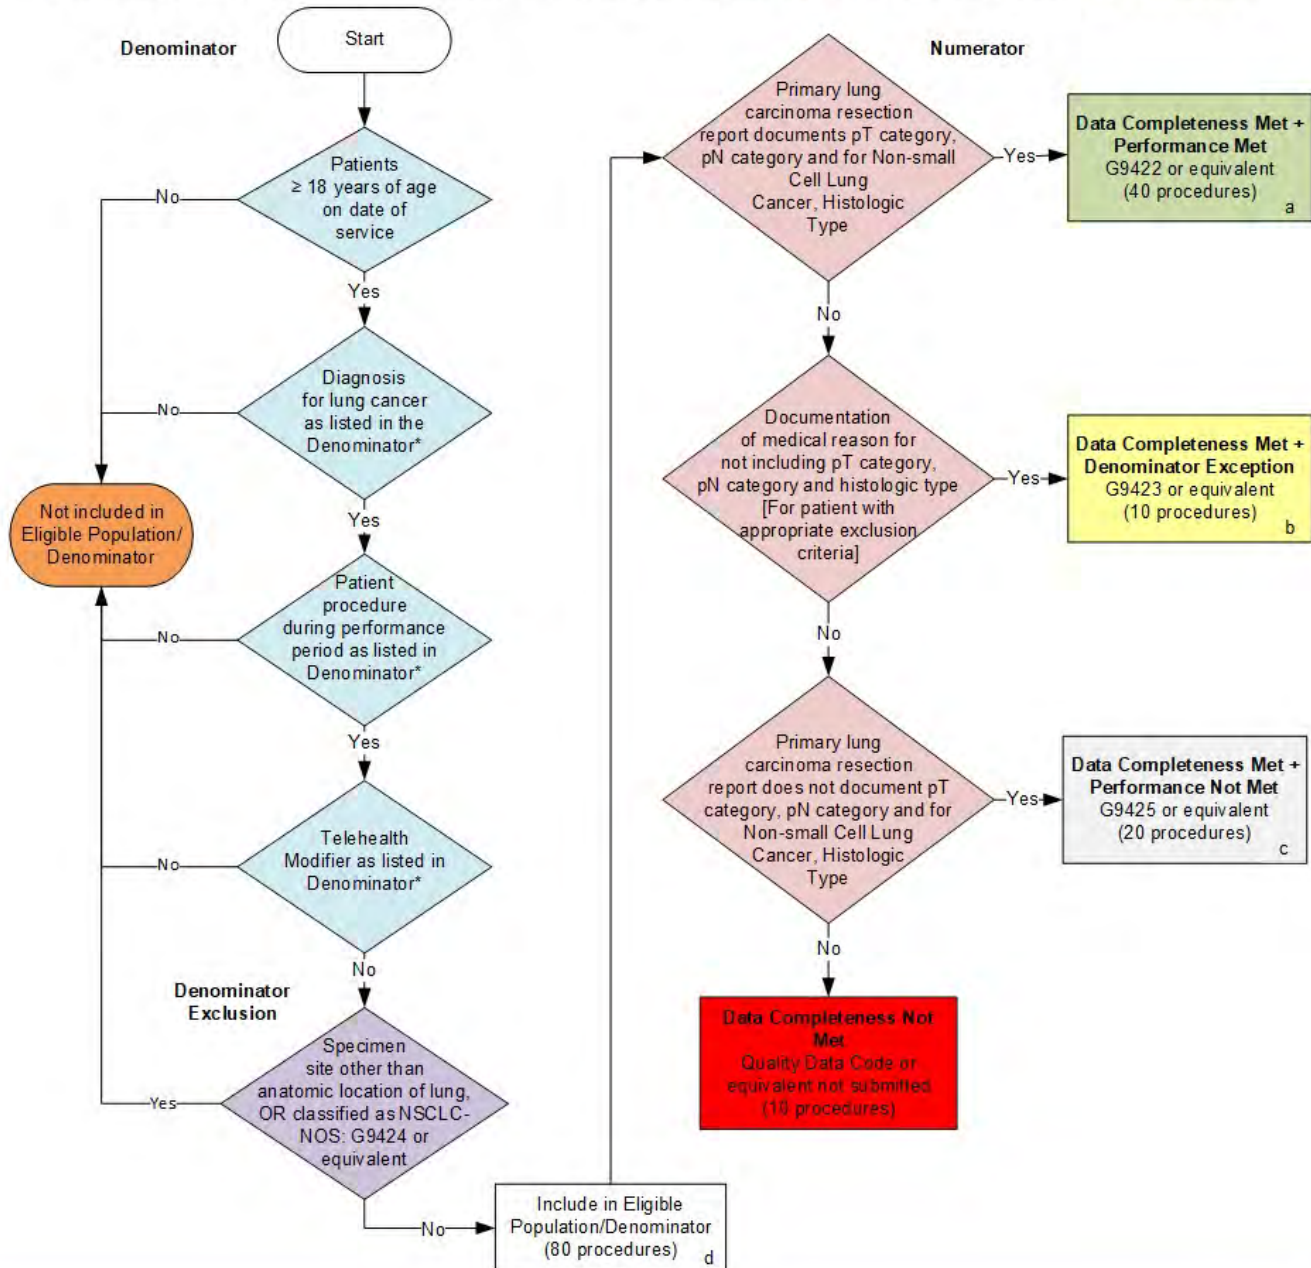 Denominator
Start
Patients
≥ 18 years of age
on date of
service
No
Yes
Diagnosis
for lung cancer
as listed in the
Denominator*
No
Yes
Not included in
Eligible Population/
Denominator
Patient
procedure
during performance
period as listed in
Denominator*
No
Yes
Telehealth
Modifier as listed in
Denominator*
No
No
Denominator
Exclusion
Specimen
site other than
anatomic location of lung,
OR classified as NSCLC-
NOS: G9424 or
equivalent
Yes
No
Include in Eligible
Population/Denominator
(80 procedures)
d
Numerator
Primary lung
carcinoma resection
report documents pT category,
pN category and for Non-small
Cell Lung
Cancer, Histologic
Type
Yes
Data Completeness Met +
Performance Met
G9422 or equivalent
(40 procedures)
a
No
Documentation
of medical reason for
not including pT category,
pN category and histologic type
[For patient with
appropriate exclusion
criteria]
Yes
Data Completeness Met +
Denominator Exception
G9423 or equivalent
(10 procedures)
b
No
Primary lung
carcinoma resection
report does not document pT
category, pN category and for
Non-small Cell Lung
Cancer, Histologic
Type
Yes
Data Completeness Met +
Performance Not Met
G9425 or equivalent
(20 procedures)
c
No
Data Completeness Not
Met
Quality Data Code or
equivalent not submitted
(10 procedures)